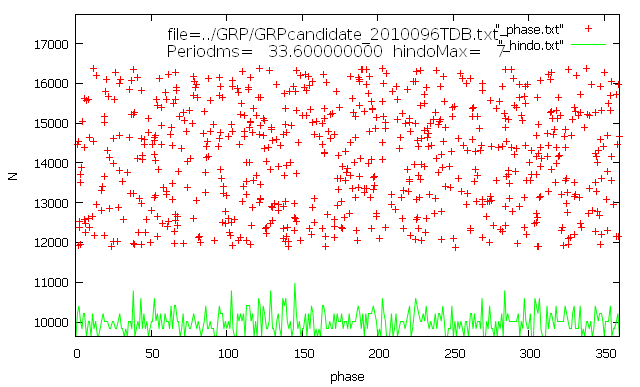 file=../GRP/GRPcandidate_2010096TDB.txt
"_phase.txt"
Periodms= 33.600000000 hindoMax= 7
"_hindo.txt"
17000
16000
15000
14000
13000
12000
11000
10000
N
0 50 100 150 200 250 300 350
phase